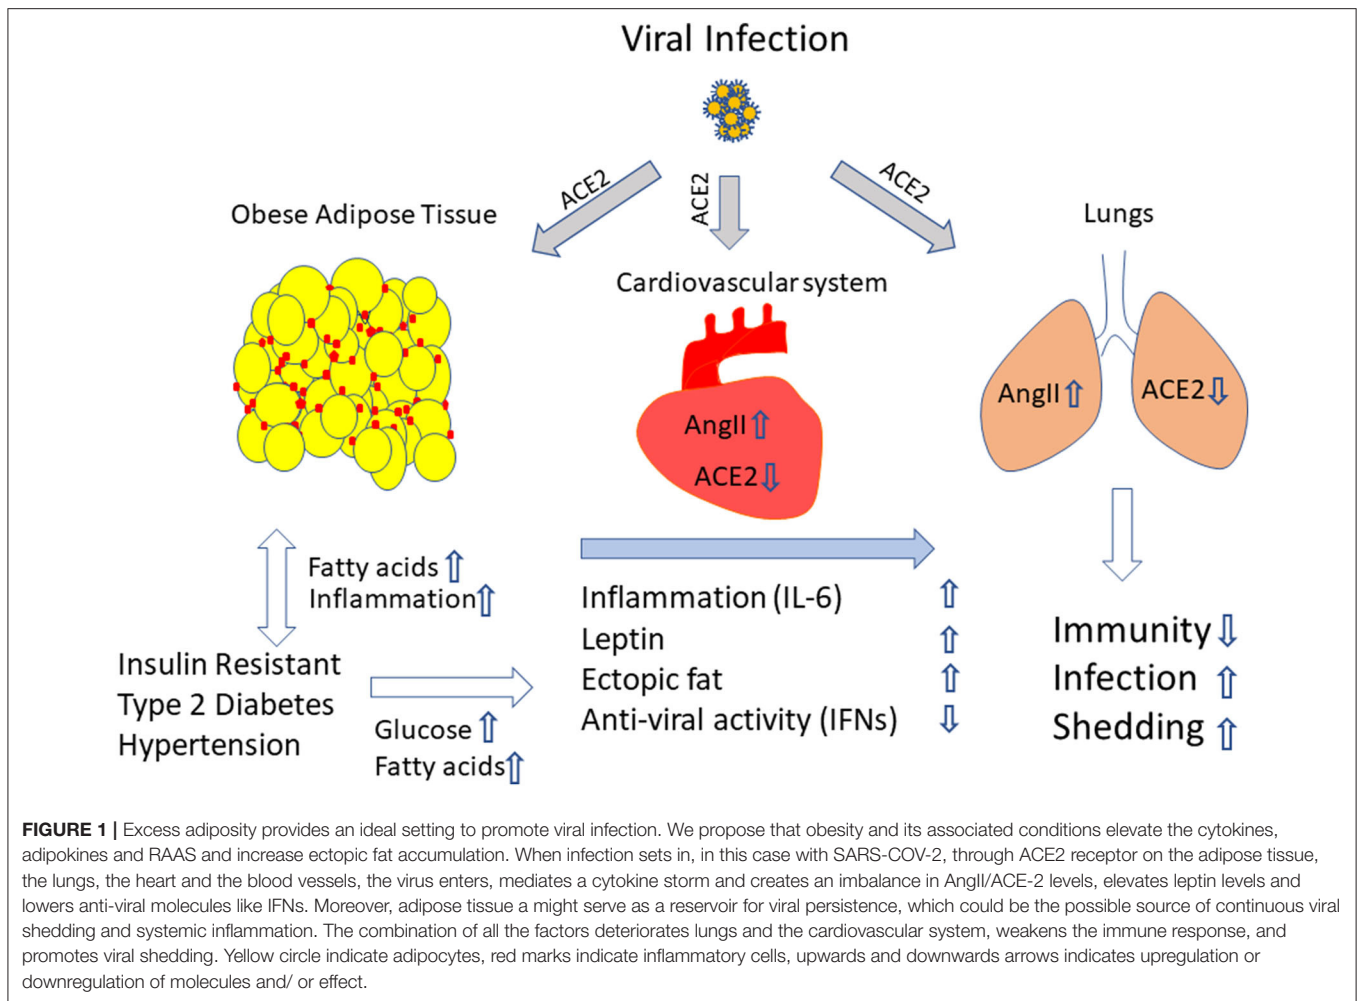 Viral Infection
ACE2
ACE2
ACE2
Obese Adipose Tissue
Lungs
Cardiovascular system
AngII
ACE2
AngII
ACE2
Fatty acids
Inflammation
Insulin Resistant
Type 2 Diabetes
Hypertension
Glucose
Fatty acids
Inflammation (IL-6)
Leptin
Ectopic fat
Anti-viral activity (IFNs)
Immunity
Infection
Shedding
FIGURE 1 | Excess adiposity provides an ideal setting to promote viral infection. We propose that obesity and its associated conditions elevate the cytokines,
adipokines and RAAS and increase ectopic fat accumulation. When infection sets in, in this case with SARS-COV-2, through ACE2 receptor on the adipose tissue,
the lungs, the heart and the blood vessels, the virus enters, mediates a cytokine storm and creates an imbalance in AngII/ACE-2 levels, elevates leptin levels and
lowers anti-viral molecules like IFNs. Moreover, adipose tissue a might serve as a reservoir for viral persistence, which could be the possible source of continuous viral
shedding and systemic inflammation. The combination of all the factors deteriorates lungs and the cardiovascular system, weakens the immune response, and
promotes viral shedding. Yellow circle indicate adipocytes, red marks indicate inflammatory cells, upwards and downwards arrows indicates upregulation or
downregulation of molecules and/ or effect.